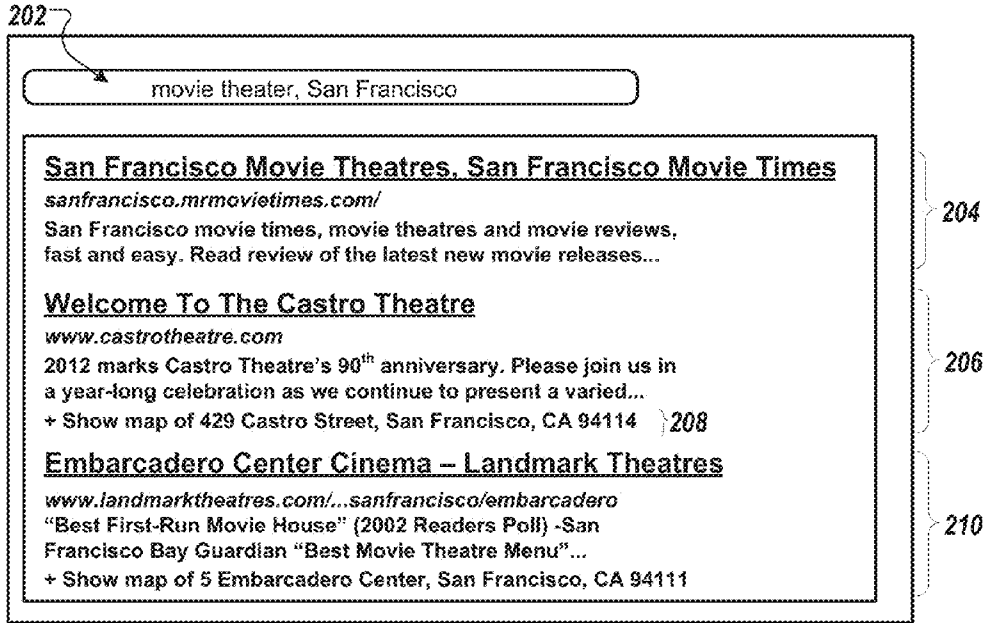 202
movie theater, San Francisco
San Francisco Movie Theatres, San Francisco Movie Times
sanfrancisco.mrmovietimes.com/
San Francisco movie times, movie theatres and movie reviews,
fast and easy. Read review of the latest new movie releases...
204
Welcome To The Castro Theatre
www.castrotheatre.com
2012 marks Castro Theatre's 90th anniversary. Please join us in
a year-long celebration as we continue to present a varied...
+ Show map of 429 Castro Street, San Francisco, CA 94114
208
206
Embarcadero Center Cinema – Landmark Theatres
www.landmarktheatres.com/...sanfrancisco/embarcadero
“Best First-Run Movie House” (2002 Readers Poll) -San
Francisco Bay Guardian “Best Movie Theatre Menu”...
+ Show map of 5 Embarcadero Center, San Francisco, CA 94111
210